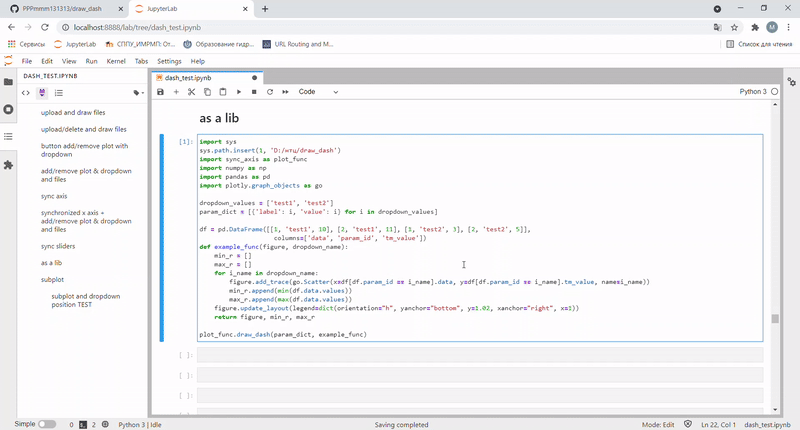 PPPmmm131313/draw_dash
JupyterLab
localhost:8888/lab/tree/dash_test.ipynb
Сервисы
JupyterLab
СППУ_ИМРМП: От...
Образование гидр...
URL Routing and M...
Список для чтения
File Edit View Run Kernel Tabs Settings Help
DASH_TEST.IPYNB
upload and draw files
upload/delete and draw files
button add/remove plot with
dropdown
add/remove plot & dropdown
and files
sync axis
synchronized x axis +
add/remove plot & dropdown
and files
sync sliders
as a lib
subplot
subplot and dropdown
position TEST
dash_test.ipynb
Code
Python 3
as a lib
[1]:
import sys
sys.path.insert(1, 'D:/итц/draw_dash')
import sync_axis as plot_func
import numpy as np
import pandas as pd
import plotly.graph_objects as go
dropdown_values = ['test1', 'test2']
param_dict = [{'label': i, 'value': i} for i in dropdown_values]
df = pd.DataFrame([[1, 'test1', 10], [2, 'test1', 11], [3, 'test2', 3], [2, 'test2', 5]],
columns=['data', 'param_id', 'tm_value'])
def example_func(figure, dropdown_name):
min_r = []
max_r = []
for i_name in dropdown_name:
figure.add_trace(go.Scatter(x=df[df.param_id == i_name].data, y=df[df.param_id == i_name].tm_value, name=i_name))
min_r.append(min(df.data.values))
max_r.append(max(df.data.values))
figure.update_layout(legend=dict(orientation="h", yanchor="bottom", y=1.02, xanchor="right", x=1))
return figure, min_r, max_r
plot_func.draw_dash(param_dict, example_func)
[ ]:
[ ]:
[ ]:
[ ]:
Simple
0
2
Python 3 | Idle
Saving completed
Mode: Edit
Ln 22, Col 1
dash_test.ipynb